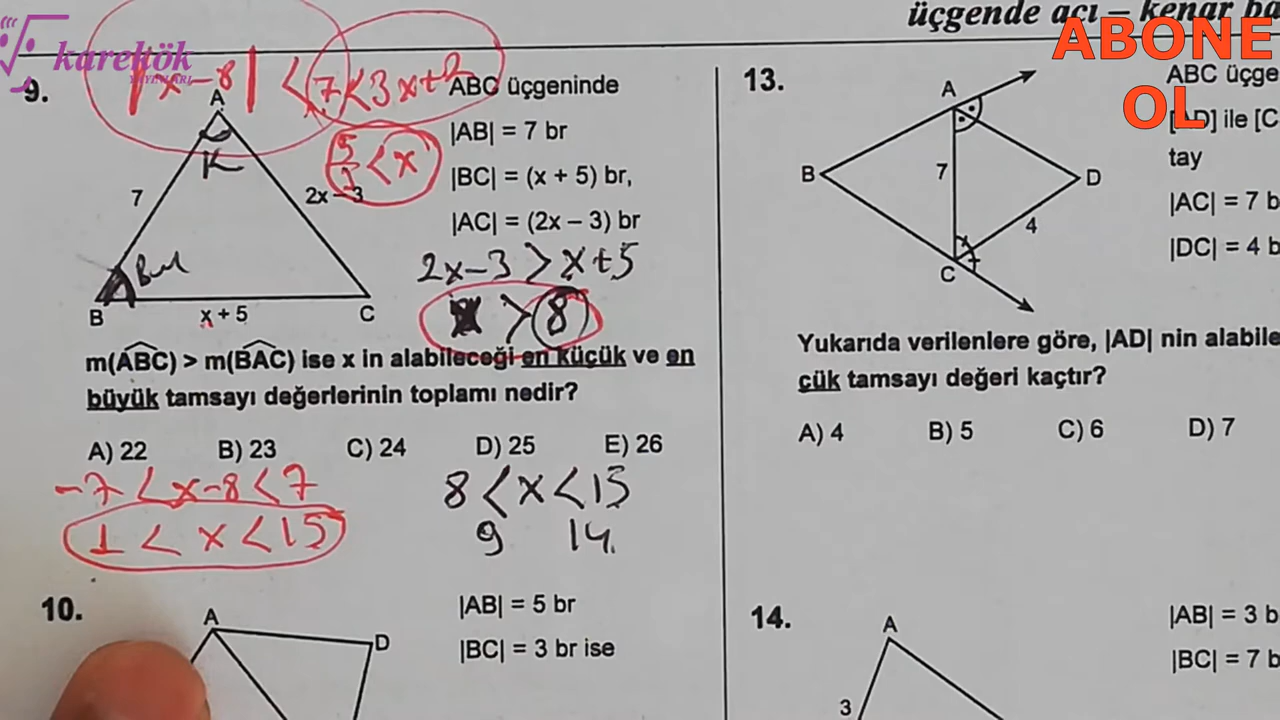 üçgende açı – kenar ba
ABONE OL
karekök
YAYINLARI
|x-8| < 7 < 3x+2
9.
ABC üçgeninde
|AB| = 7 br
|BC| = (x + 5) br,
|AC| = (2x – 3) br
A
K
7
2x – 3
B
Bul
x + 5
C
< x
2x-3 > x+5
x > 8
m(ABC) > m(BAC) ise x in alabileceği en küçük ve en
büyük tamsayı değerlerinin toplamı nedir?
A) 22 B) 23 C) 24 D) 25 E) 26
-7 < x-8 < 7
1 < x < 15
8 < x < 15
9 14
10.
|AB| = 5 br
|BC| = 3 br ise
A
D
13.
ABC üçge
ile [C
tay
|AC| = 7 b
|DC| = 4 b
A
B
7
D
4
C
Yukarıda verilenlere göre, |AD| nin alabile
çük tamsayı değeri kaçtır?
A) 4 B) 5 C) 6 D) 7
14.
|AB| = 3 b
|BC| = 7 b
A
3